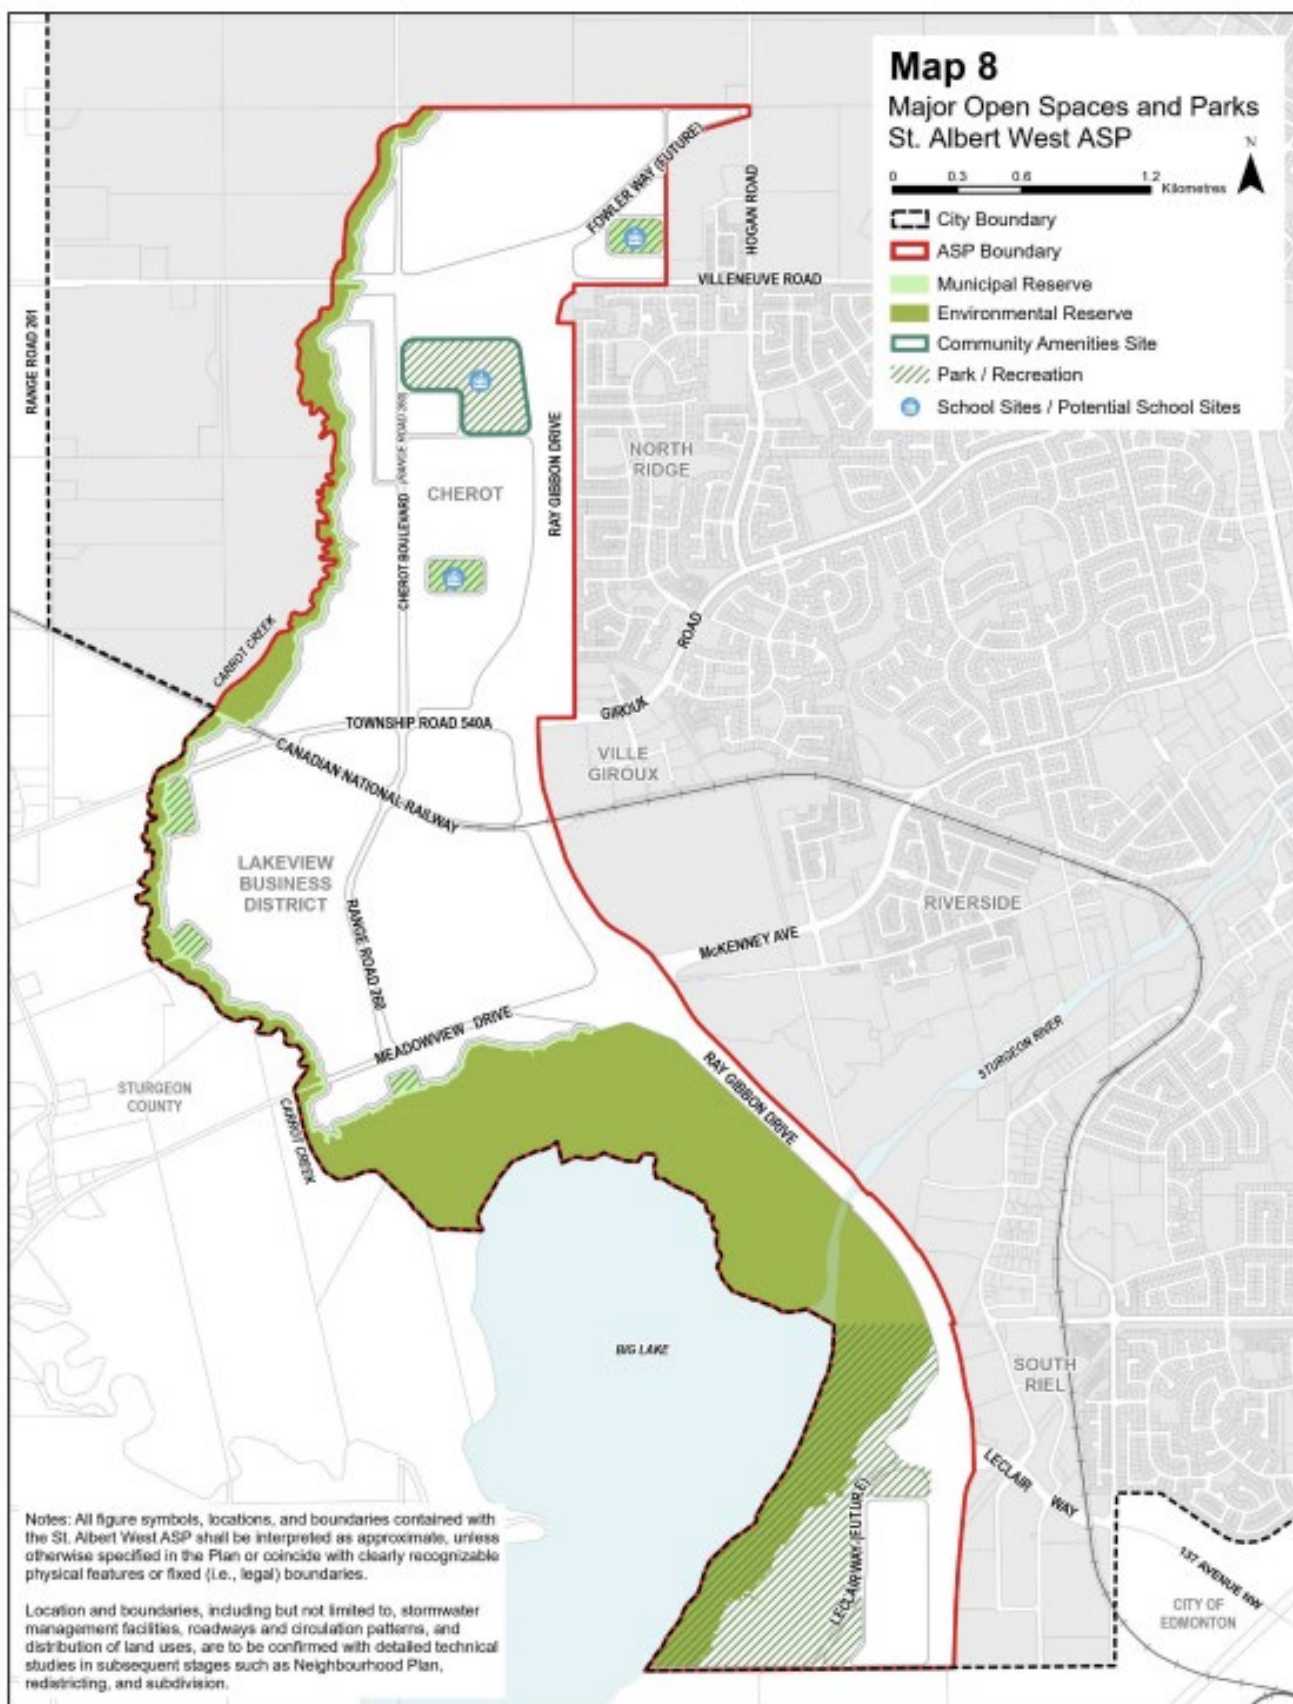 Map 8
Major Open Spaces and Parks
St. Albert West ASP
N
0 0.3 0.6 1.2
Kilometres
City Boundary
ASP Boundary
Municipal Reserve
Environmental Reserve
Community Amenities Site
Park / Recreation
School Sites / Potential School Sites
FOWLER WAY (FUTURE)
HOGAN ROAD
VILLENEUVE ROAD
RANGE ROAD 261
CHEROT BOULEVARD (RANGE ROAD 260)
RAY GIBBON DRIVE
NORTH
RIDGE
CHEROT
ROAD
GIROUX
CARROT CREEK
TOWNSHIP ROAD 540A
CANADIAN NATIONAL RAILWAY
VILLE
GIROUX
LAKEVIEW
BUSINESS
DISTRICT
RANGE ROAD 260
RIVERSIDE
McKENNEY AVE
MEADOWVIEW DRIVE
STURGEON RIVER
RAY GIBBON DRIVE
STURGEON
COUNTY
CARROT CREEK
BIG LAKE
SOUTH
RIEL
LECLAIR WAY
LECLAIR WAY (FUTURE)
137 AVENUE NW
CITY OF
EDMONTON
Notes: All figure symbols, locations, and boundaries contained with
the St. Albert West ASP shall be interpreted as approximate, unless
otherwise specified in the Plan or coincide with clearly recognizable
physical features or fixed (i.e., legal) boundaries.
Location and boundaries, including but not limited to, stormwater
management facilities, roadways and circulation patterns, and
distribution of land uses, are to be confirmed with detailed technical
studies in subsequent stages such as Neighbourhood Plan,
redistricting, and subdivision.